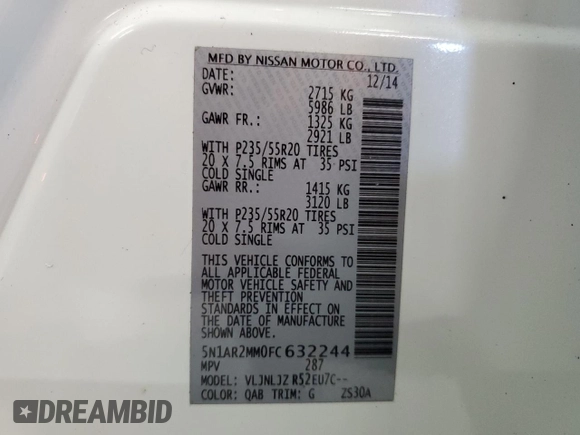 MFD BY NISSAN MOTOR CO., LTD.
DATE: 12/14
GVWR: 2715 KG
5986 LB
GAWR FR.: 1325 KG
2921 LB
WITH P235/55R20 TIRES
20 X 7.5 RIMS AT 35 PSI
COLD SINGLE
GAWR RR.: 1415 KG
3120 LB
WITH P235/55R20 TIRES
20 X 7.5 RIMS AT 35 PSI
COLD SINGLE
THIS VEHICLE CONFORMS TO
ALL APPLICABLE FEDERAL
MOTOR VEHICLE SAFETY AND
THEFT PREVENTION
STANDARDS IN EFFECT ON
THE DATE OF MANUFACTURE
SHOWN ABOVE.
5N1AR2MM0FC632244
MPV 287
MODEL: VLJNLJZ R52EU7C--
COLOR: QAB TRIM: G ZS30A
DREAMBID